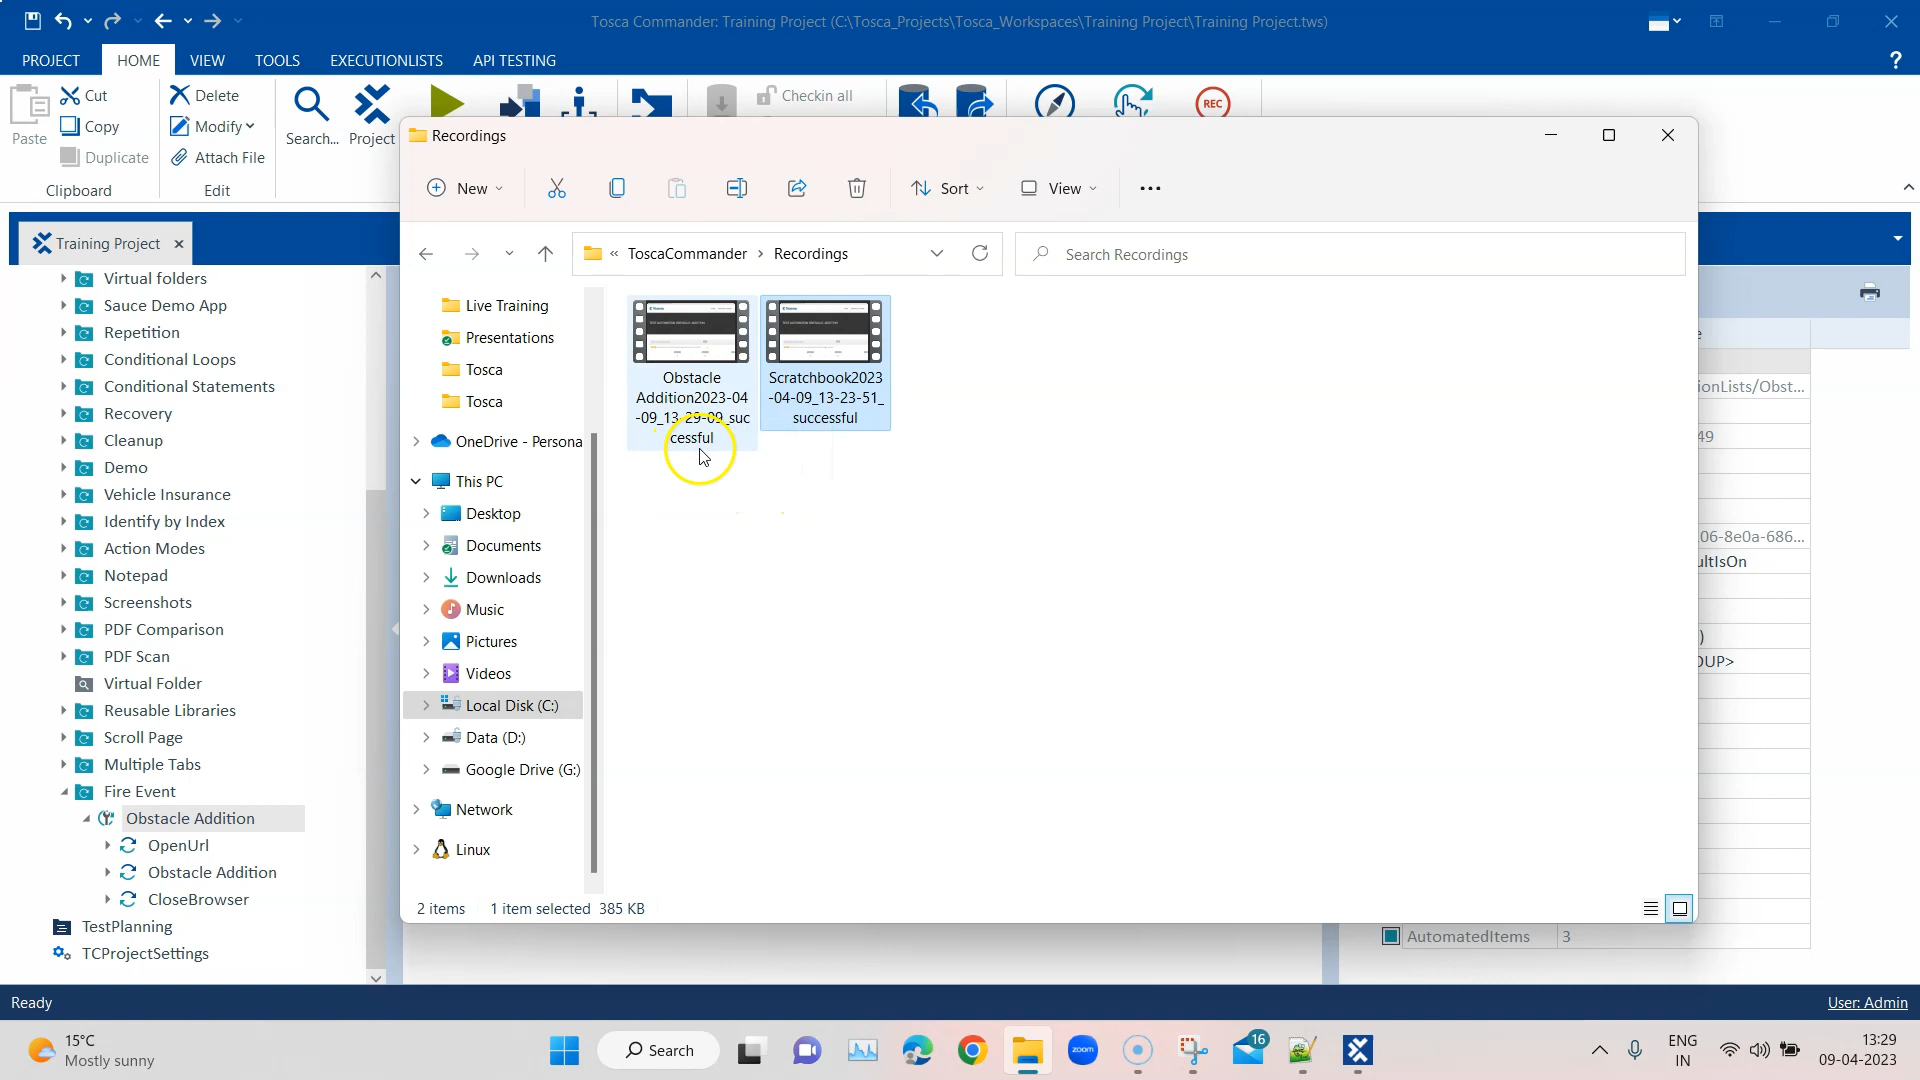 Tosca Commander: Training Project (C:\Tosca_Projects\Tosca_Workspaces\Training Project\Training Project.tws)
PROJECT HOME VIEW TOOLS EXECUTIONLISTS API TESTING ?
Paste Cut Copy Duplicate
Clipboard
Delete Modify Attach File
Edit
Search... Project
Checkin all
REC
Training Project
Virtual folders
Sauce Demo App
Repetition
Conditional Loops
Conditional Statements
Recovery
Cleanup
Demo
Vehicle Insurance
Identify by Index
Action Modes
Notepad
Screenshots
PDF Comparison
PDF Scan
Virtual Folder
Reusable Libraries
Scroll Page
Multiple Tabs
Fire Event
Obstacle Addition
OpenUrl
Obstacle Addition
CloseBrowser
TestPlanning
TCProjectSettings
Recordings
New Sort View
« ToscaCommander > Recordings
Search Recordings
Live Training
Presentations
Tosca
Tosca
OneDrive - Persona
This PC
Desktop
Documents
Downloads
Music
Pictures
Videos
Local Disk (C:)
Data (D:)
Google Drive (G:)
Network
Linux
Obstacle
Addition2023-04
-09_13-29-09_suc
cessful
Scratchbook2023
-04-09_13-23-51_
successful
2 items 1 item selected 385 KB
e
ionLists/Obst...
49
06-8e0a-686...
ultIsOn
)
OUP>
AutomatedItems 3
Ready
User: Admin
15°C
Mostly sunny
Search
zoom
16
ENG
IN
13:29
09-04-2023